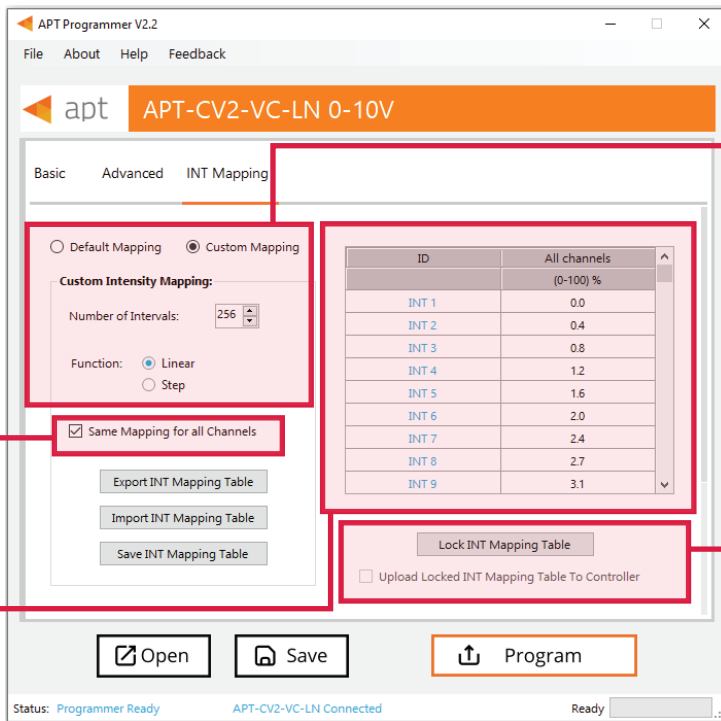 APT Programmer V2.2
File About Help Feedback
apt APT-CV2-VC-LN 0-10V
Basic Advanced INT Mapping
Default Mapping Custom Mapping
Custom Intensity Mapping:
Number of Intervals: 256
Function: Linear
Step
Same Mapping for all Channels
Export INT Mapping Table
Import INT Mapping Table
Save INT Mapping Table
ID All channels
(0-100) %
INT 1 0.0
INT 2 0.4
INT 3 0.8
INT 4 1.2
INT 5 1.6
INT 6 2.0
INT 7 2.4
INT 8 2.7
INT 9 3.1
Lock INT Mapping Table
Upload Locked INT Mapping Table To Controller
Open Save Program
Status: Programmer Ready APT-CV2-VC-LN Connected Ready